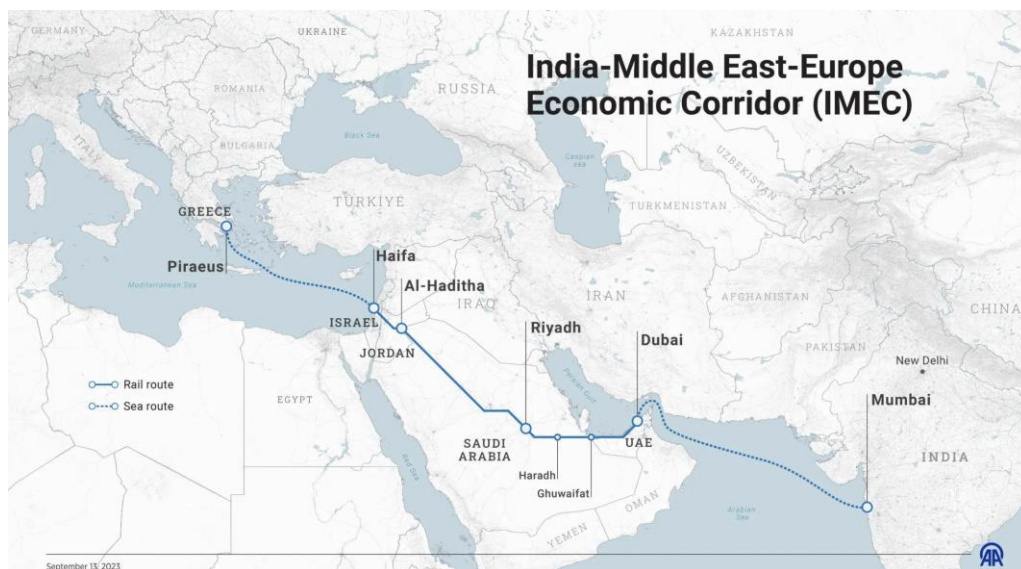 India-Middle East-Europe
Economic Corridor (IMEC)
GERMANY
UKRAINE
KAZAKHSTAN
ROMANIA
RUSSIA
ITALY
Black Sea
BULGARIA
Caspian
sea
UZBEKISTAN
TÜRKIYE
TURKMENISTAN
GREECE
Piraeus
Haifa
Al-Haditha
Mediterranean Sea
IRAQ
IRAN
AFGHANISTAN
CHINA
ISRAEL
JORDAN
Riyadh
Dubai
PAKISTAN
New Delhi
Persian Gulf
Mumbai
Rail route
Sea route
EGYPT
SAUDI
ARABIA
UAE
INDIA
Red Sea
Haradh
Ghuwaifat
OMAN
Arabian
Sea
YEMEN
AA
September 13, 2023